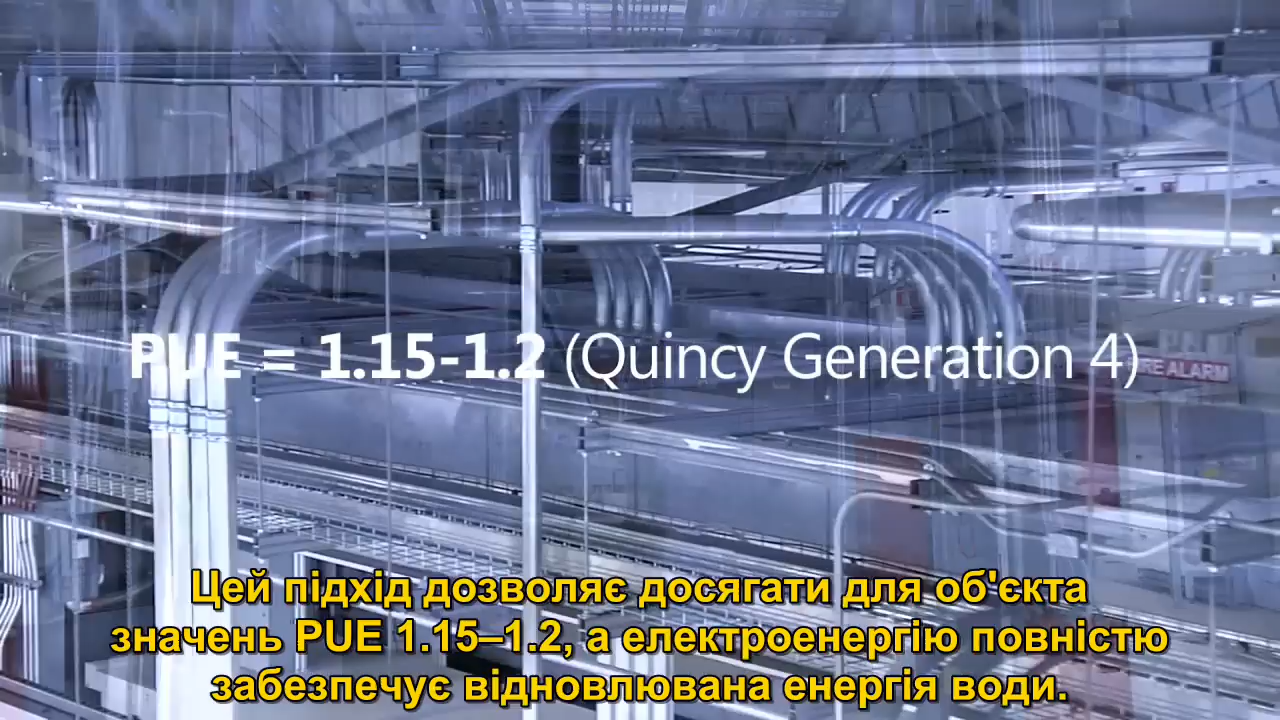 PUE = 1.15-1.2 (Quincy Generation 4)
RE ALARM
Цей підхід дозволяє досягати для об'єкта
значень PUE 1.15–1.2, а електроенергію повністю
забезпечує відновлювана енергія води.